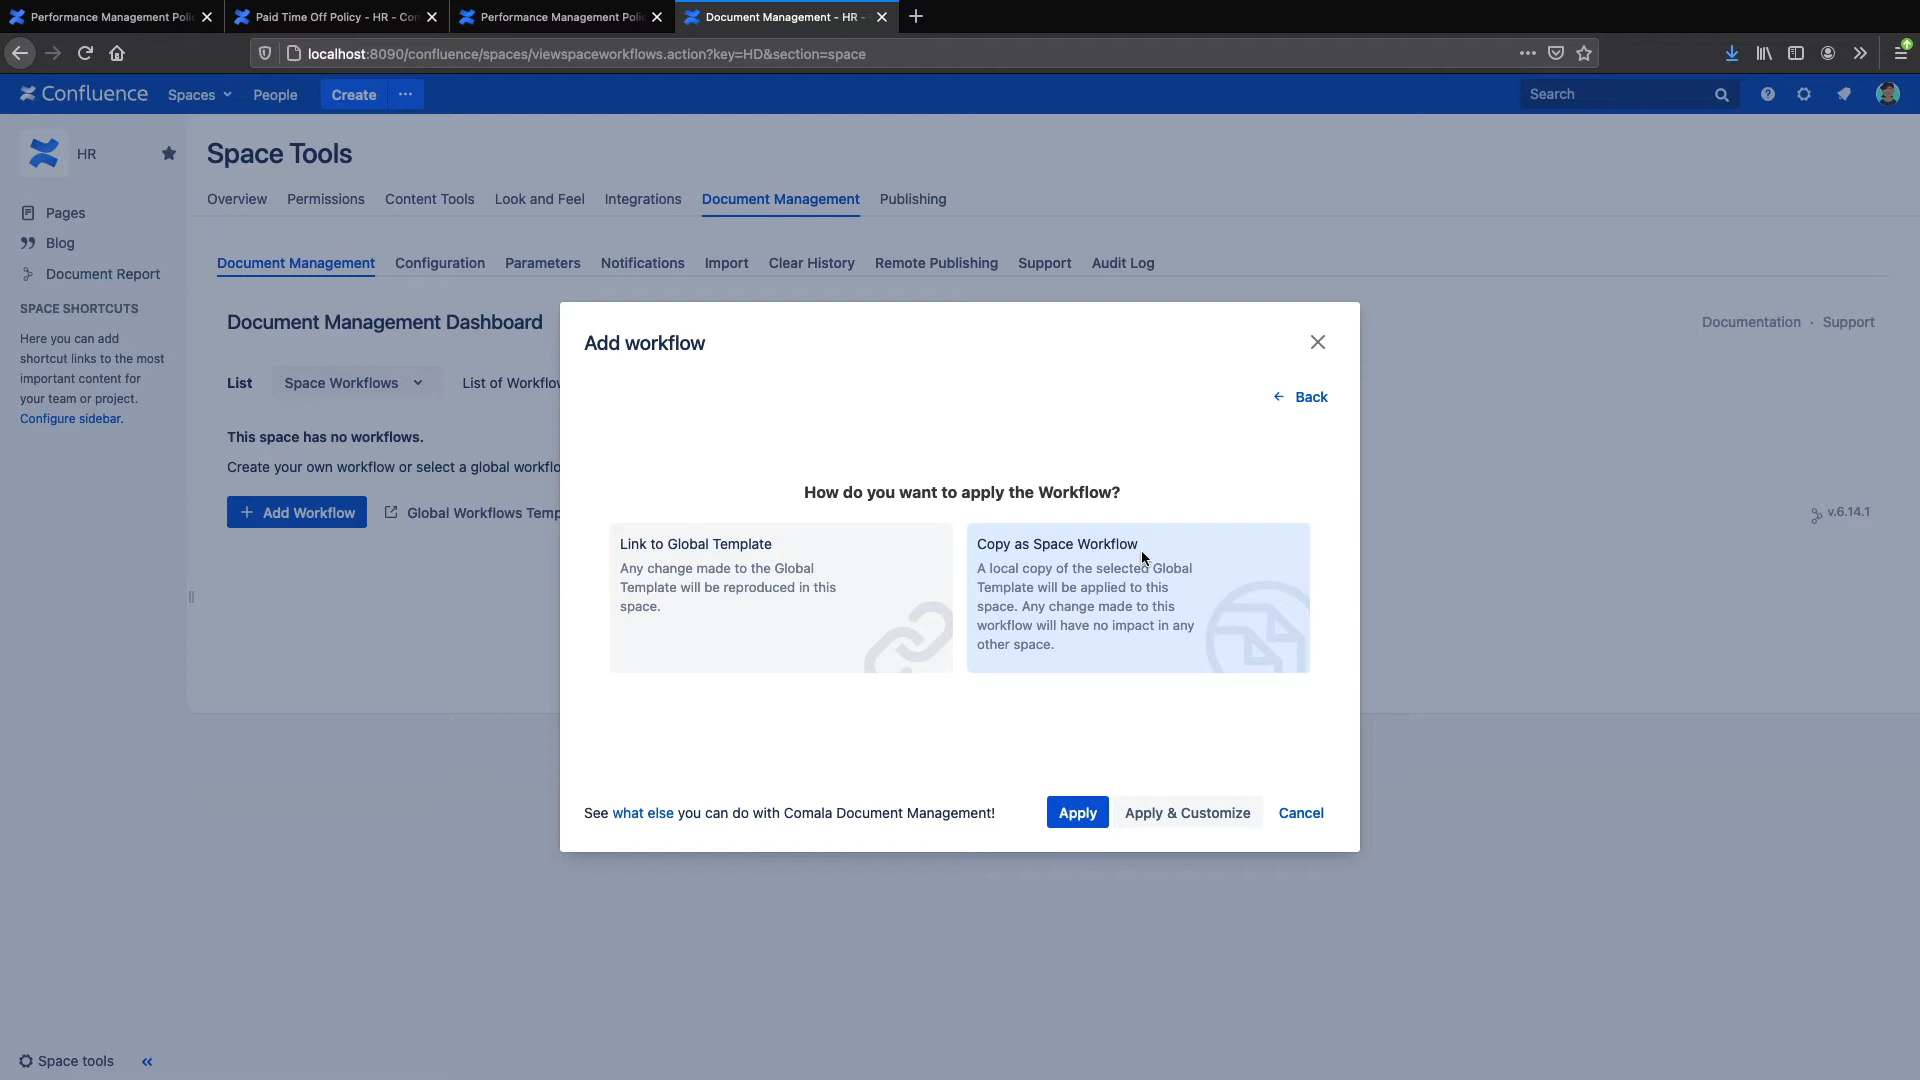 Performance Management Poli
Paid Time Off Policy - HR - Con
Performance Management Poli
Document Management - HR -
localhost:8090/confluence/spaces/viewspaceworkflows.action?key=HD&section=space
Confluence
Spaces
People
Create
Search
HR
Space Tools
Overview
Permissions
Content Tools
Look and Feel
Integrations
Document Management
Publishing
Pages
Blog
Document Report
SPACE SHORTCUTS
Here you can add
shortcut links to the most
important content for
your team or project.
Configure sidebar.
Document Management
Configuration
Parameters
Notifications
Import
Clear History
Remote Publishing
Support
Audit Log
Document Management Dashboard
Documentation · Support
List
Space Workflows
List of Workflow
This space has no workflows.
Create your own workflow or select a global workflo
+ Add Workflow
Global Workflows Temp
v.6.14.1
Add workflow
Back
How do you want to apply the Workflow?
Link to Global Template
Any change made to the Global
Template will be reproduced in this
space.
Copy as Space Workflow
A local copy of the selected Global
Template will be applied to this
space. Any change made to this
workflow will have no impact in any
other space.
See what else you can do with Comala Document Management!
Apply
Apply & Customize
Cancel
Space tools